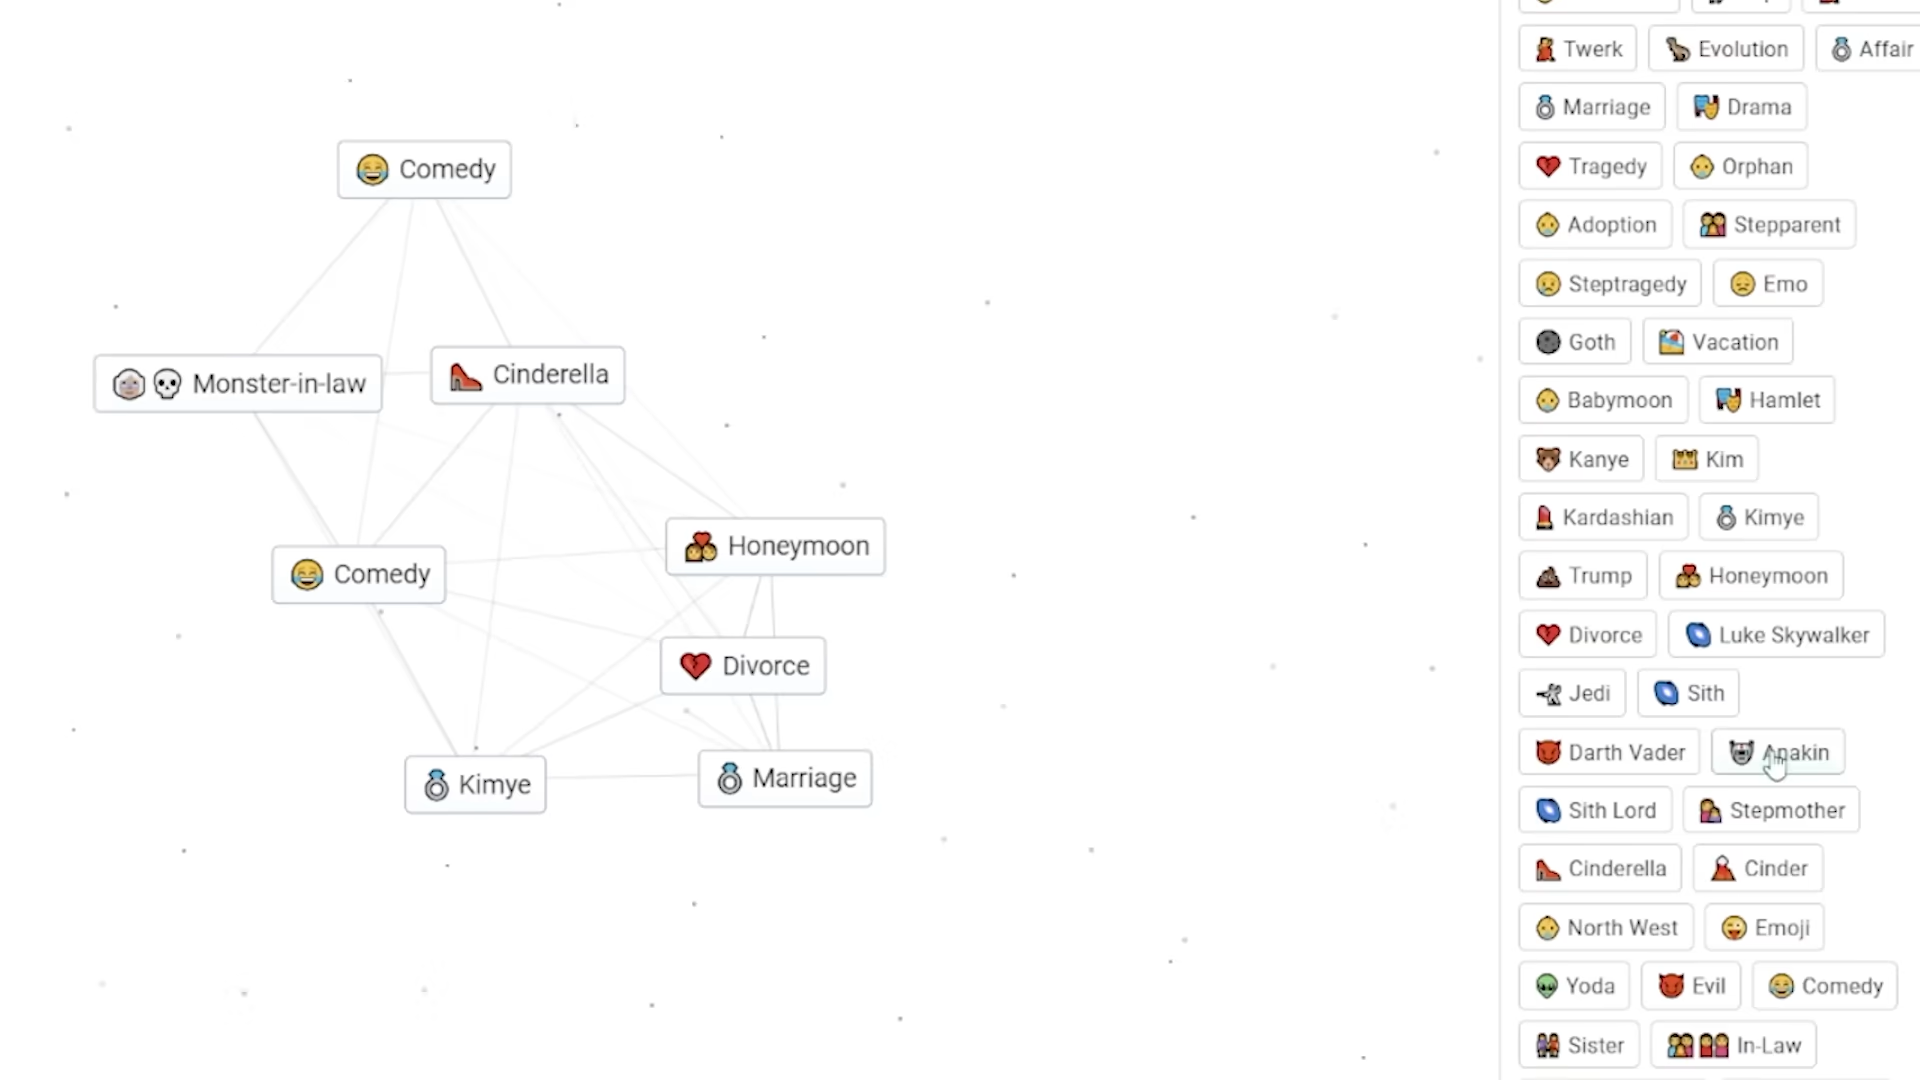 Twerk Evolution Affair
Marriage Drama
Comedy
Tragedy Orphan
Adoption Stepparent
Steptragedy Emo
Goth Vacation
Monster-in-law Cinderella
Babymoon Hamlet
Kanye Kim
Kardashian Kimye
Honeymoon
Comedy
Trump Honeymoon
Divorce Luke Skywalker
Divorce
Jedi Sith
Darth Vader Anakin
Kimye Marriage
Sith Lord Stepmother
Cinderella Cinder
North West Emoji
Yoda Evil Comedy
Sister In-Law